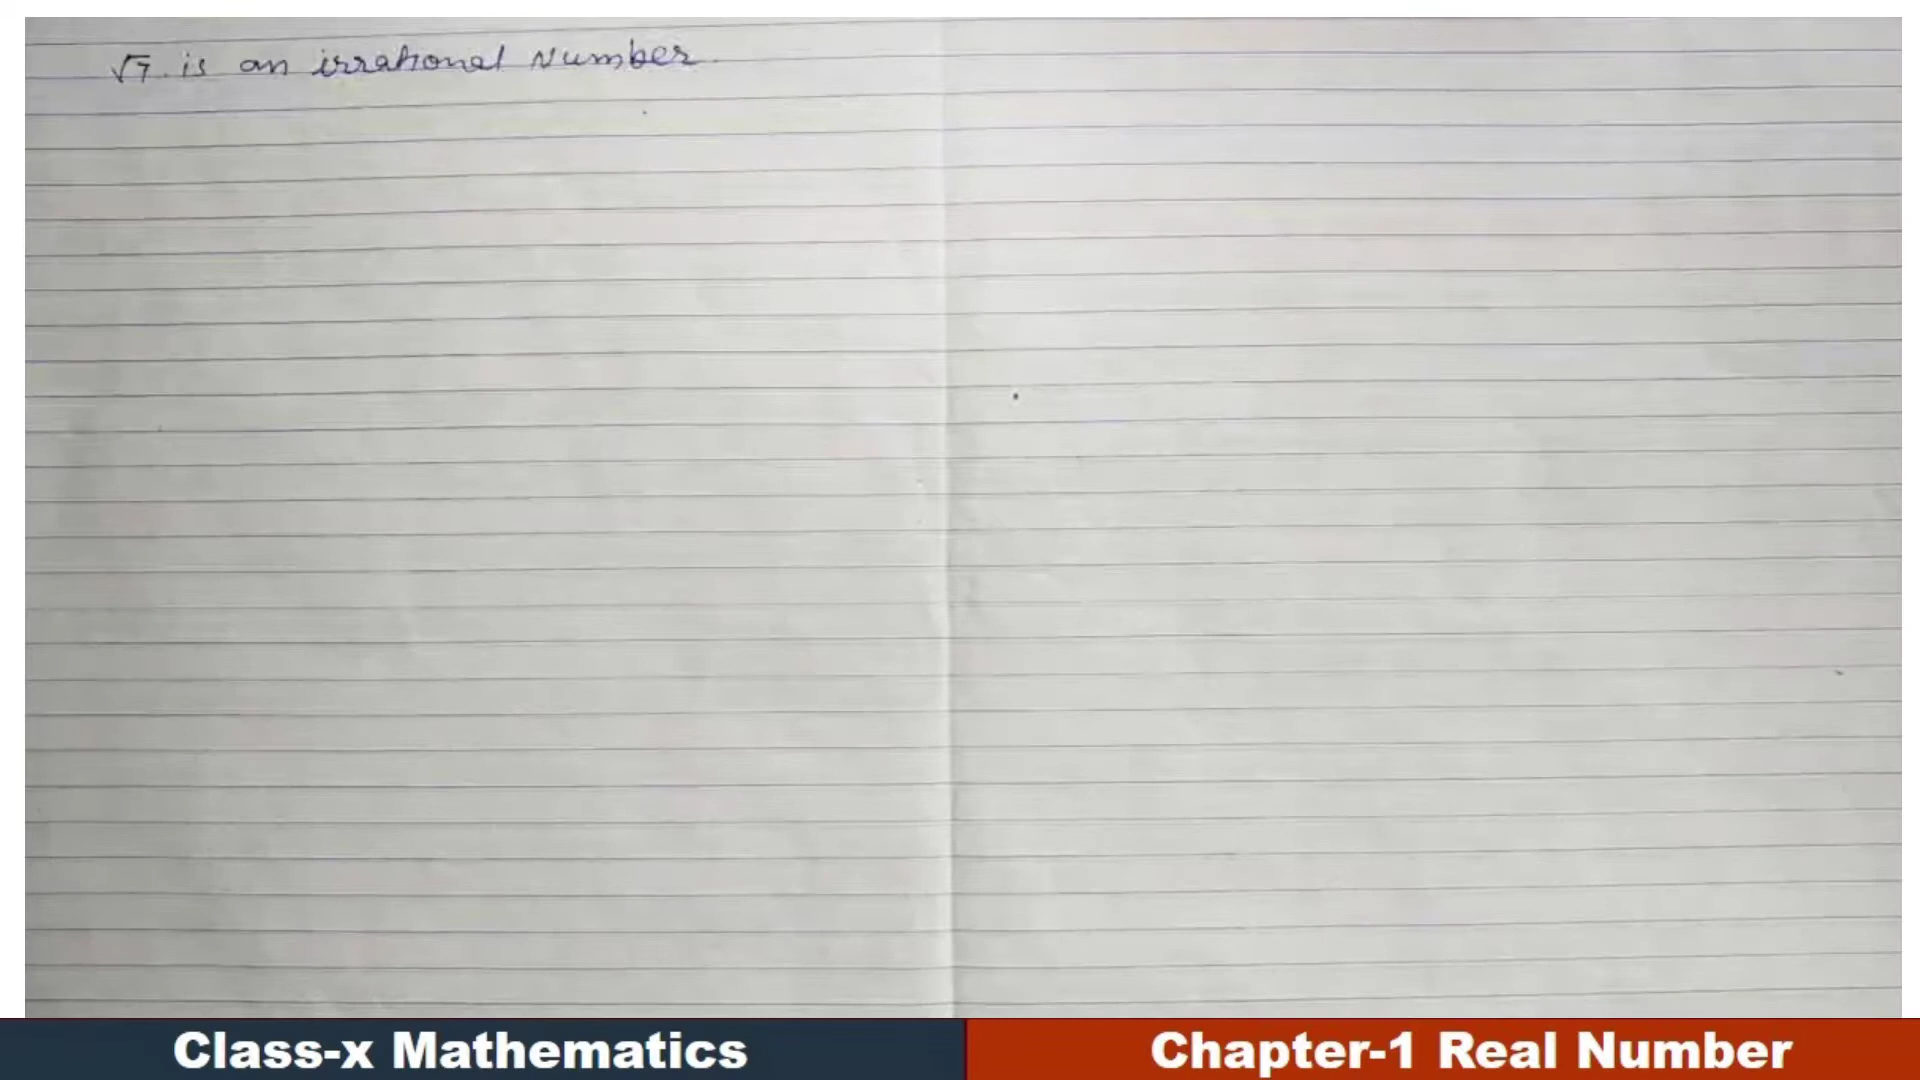 √7 is an irrational Number.
Class-x Mathematics
Chapter-1 Real Number